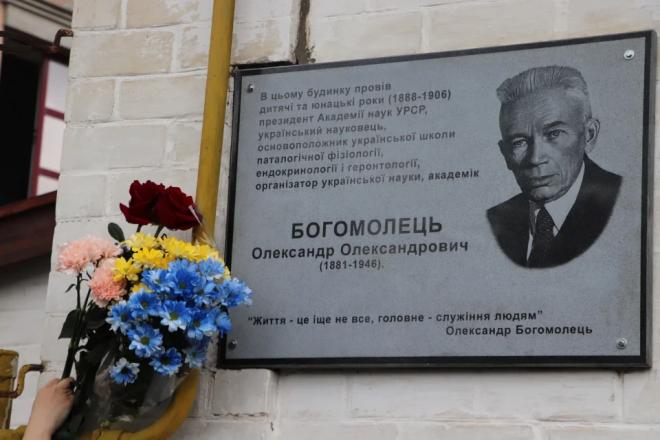 В цьому будинку провів
дитячі та юнацькі роки (1888-1906)
президент Академії наук УРСР,
український науковець,
основоположник української школи
паталогічної фізіології,
ендокринології і геронтології,
організатор української науки, академік
БОГОМОЛЕЦЬ
Олександр Олександрович
(1881-1946).
"Життя - це іще не все, головне - служіння людям"
Олександр Богомолець